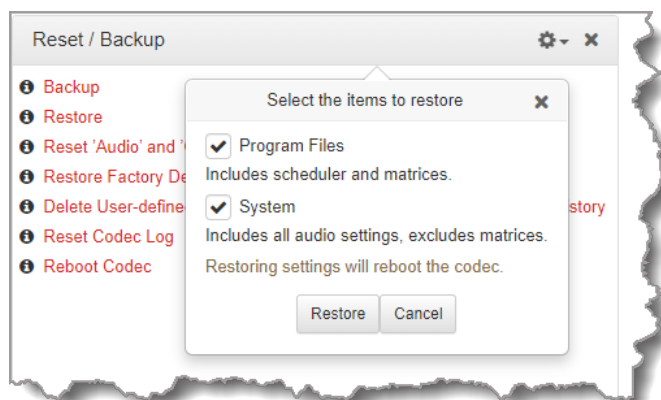 Reset / Backup
Backup
Restore
Reset 'Audio' and '
Restore Factory De
Delete User-define
story
Reset Codec Log
Reboot Codec
Select the items to restore
Program Files
Includes scheduler and matrices.
System
Includes all audio settings, excludes matrices.
Restoring settings will reboot the codec.
Restore
Cancel